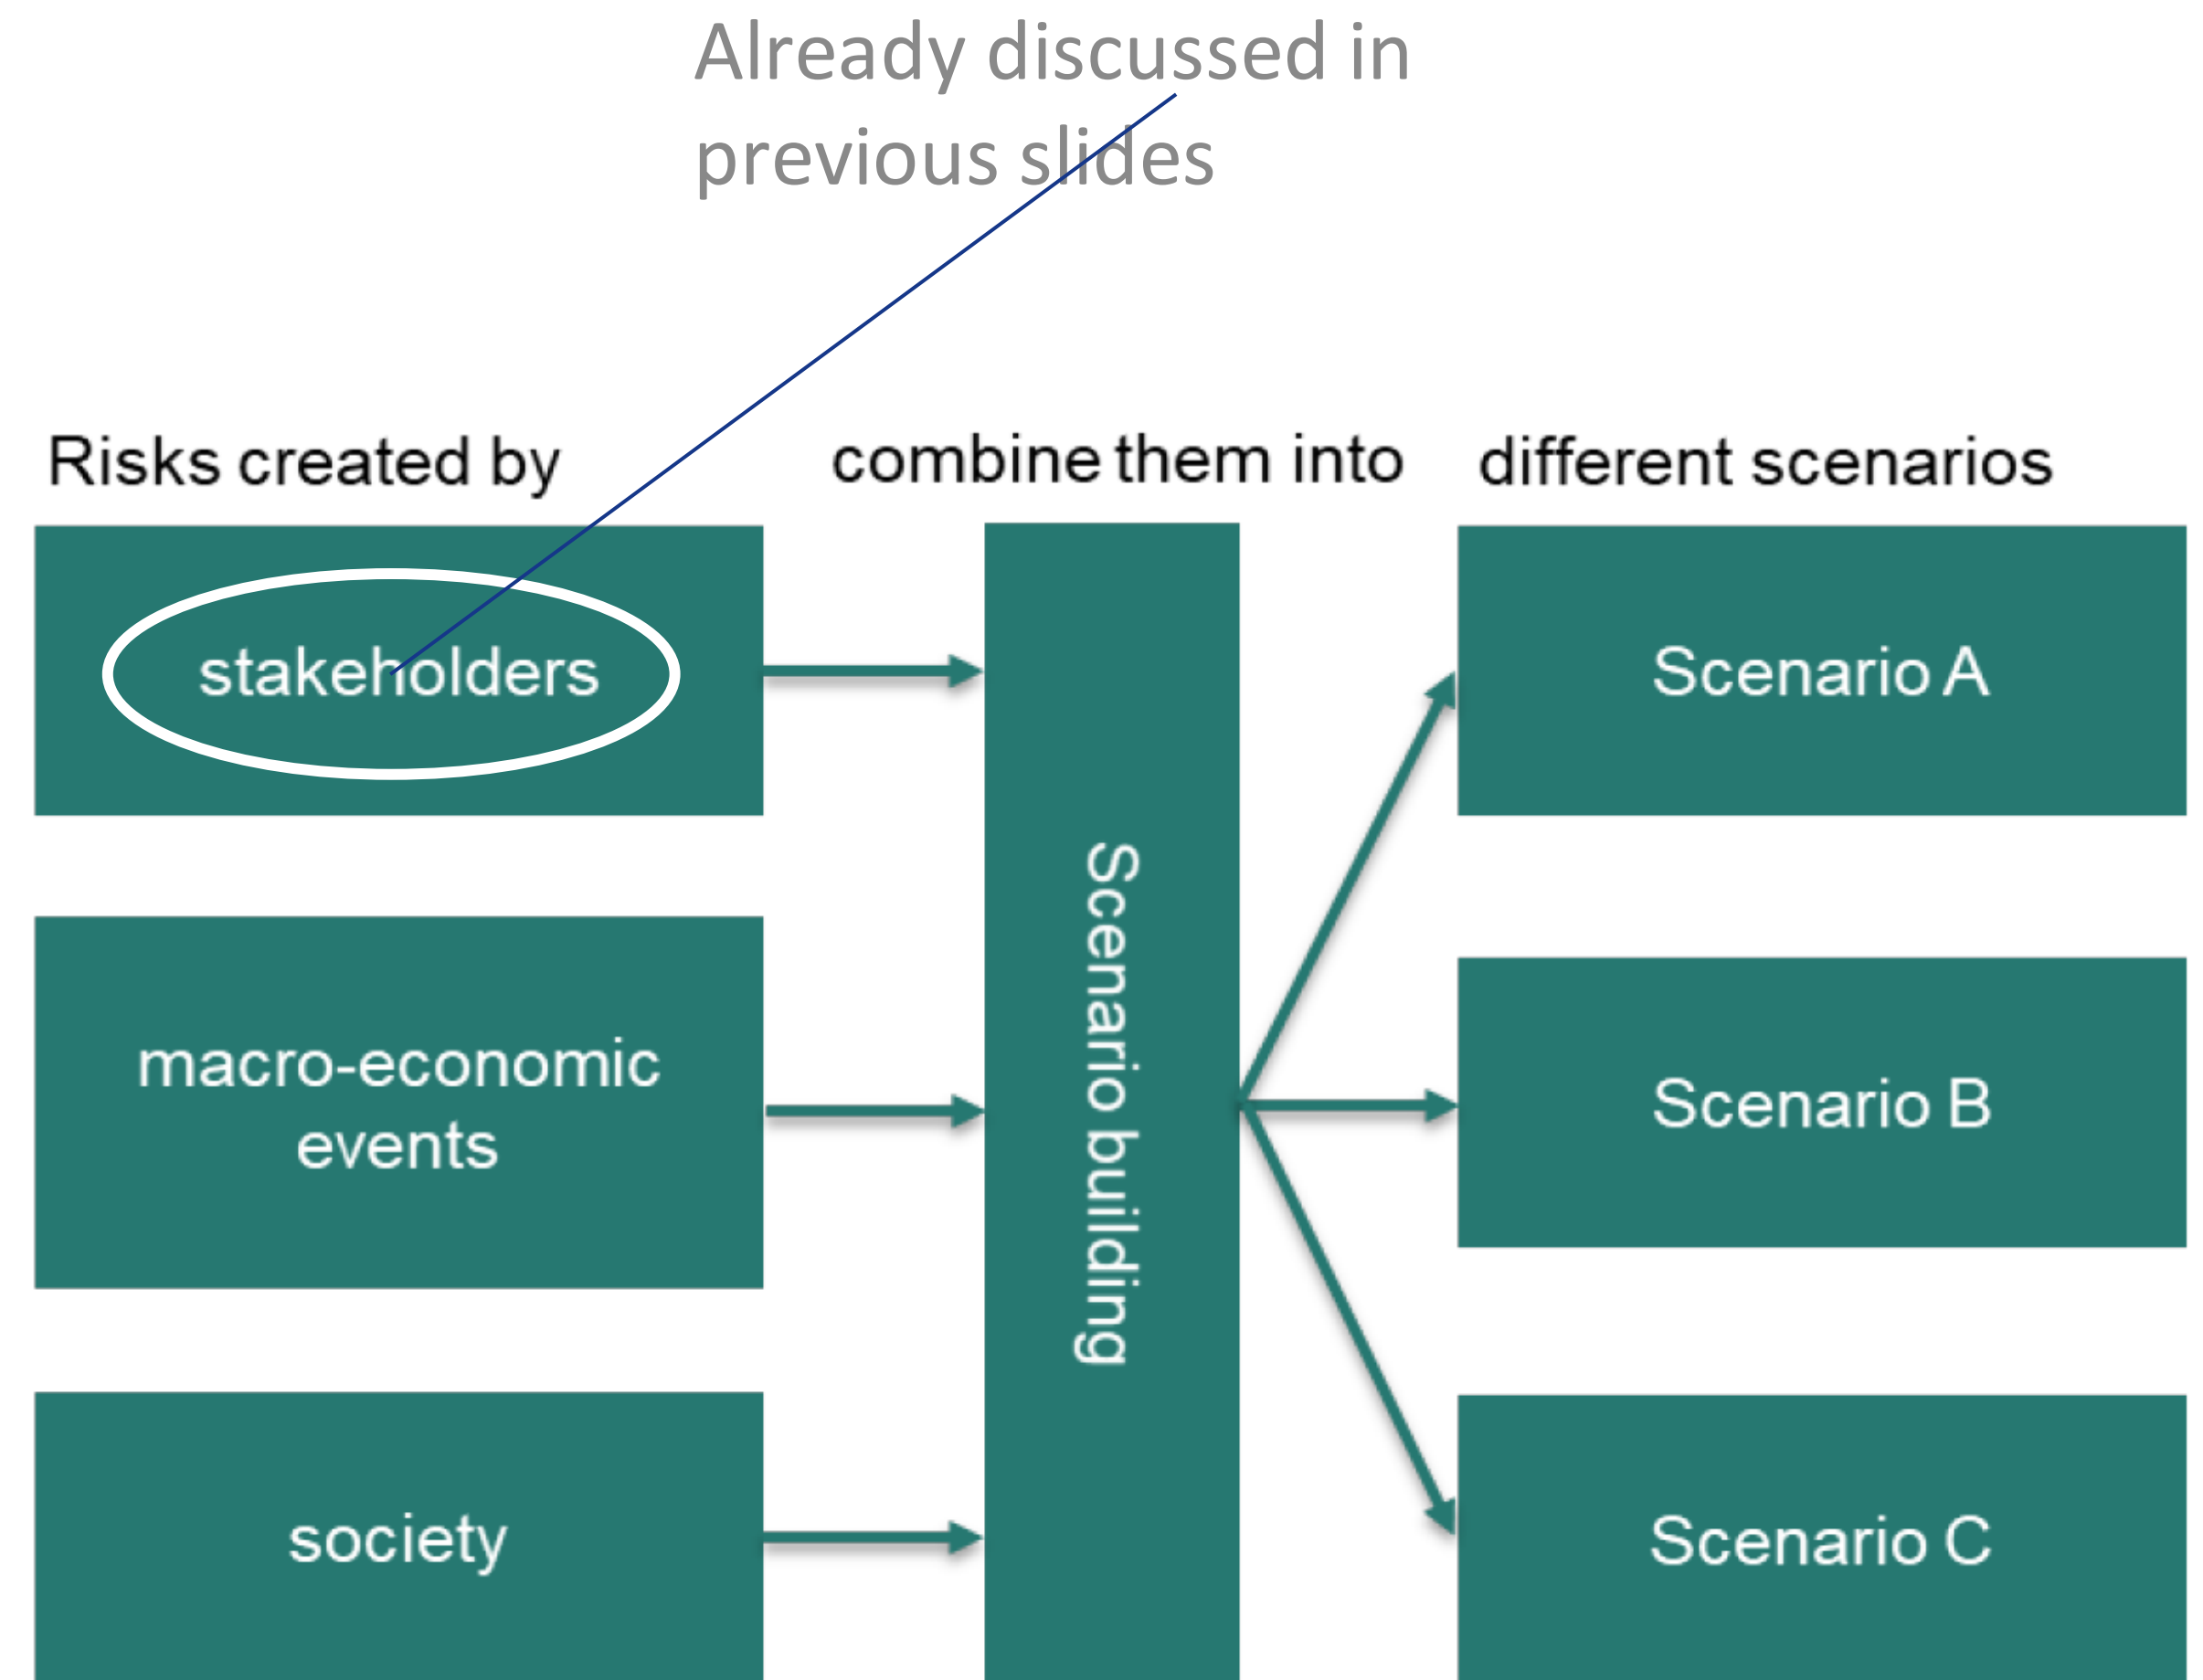 Already discussed in
previous slides
Risks created by
combine them into
different scenarios
stakeholders
macro-economic
events
society
Scenario building
Scenario A
Scenario B
Scenario C